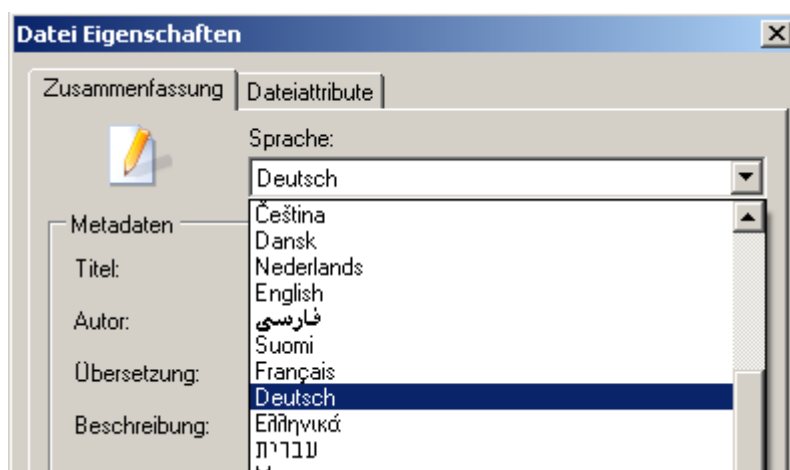 Datei Eigenschaften
Zusammenfassung Dateiattribute
Sprache:
Deutsch
Metadaten
Titel:
Autor:
Übersetzung:
Beschreibung:
Čeština
Dansk
Nederlands
English
فارسی
Suomi
Français
Deutsch
Ελληνικά
עברית